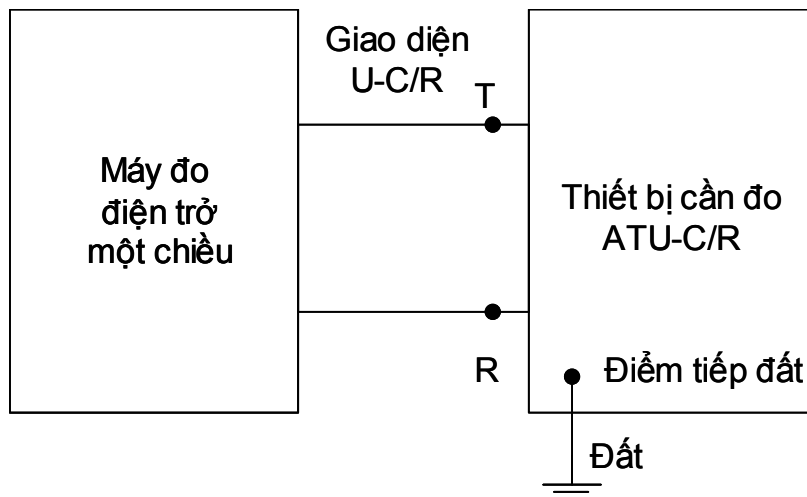 Giao diện
U-C/R
T
Máy đo
điện trở
một chiều
Thiết bị cần đo
ATU-C/R
R
Điểm tiếp đất
Đất